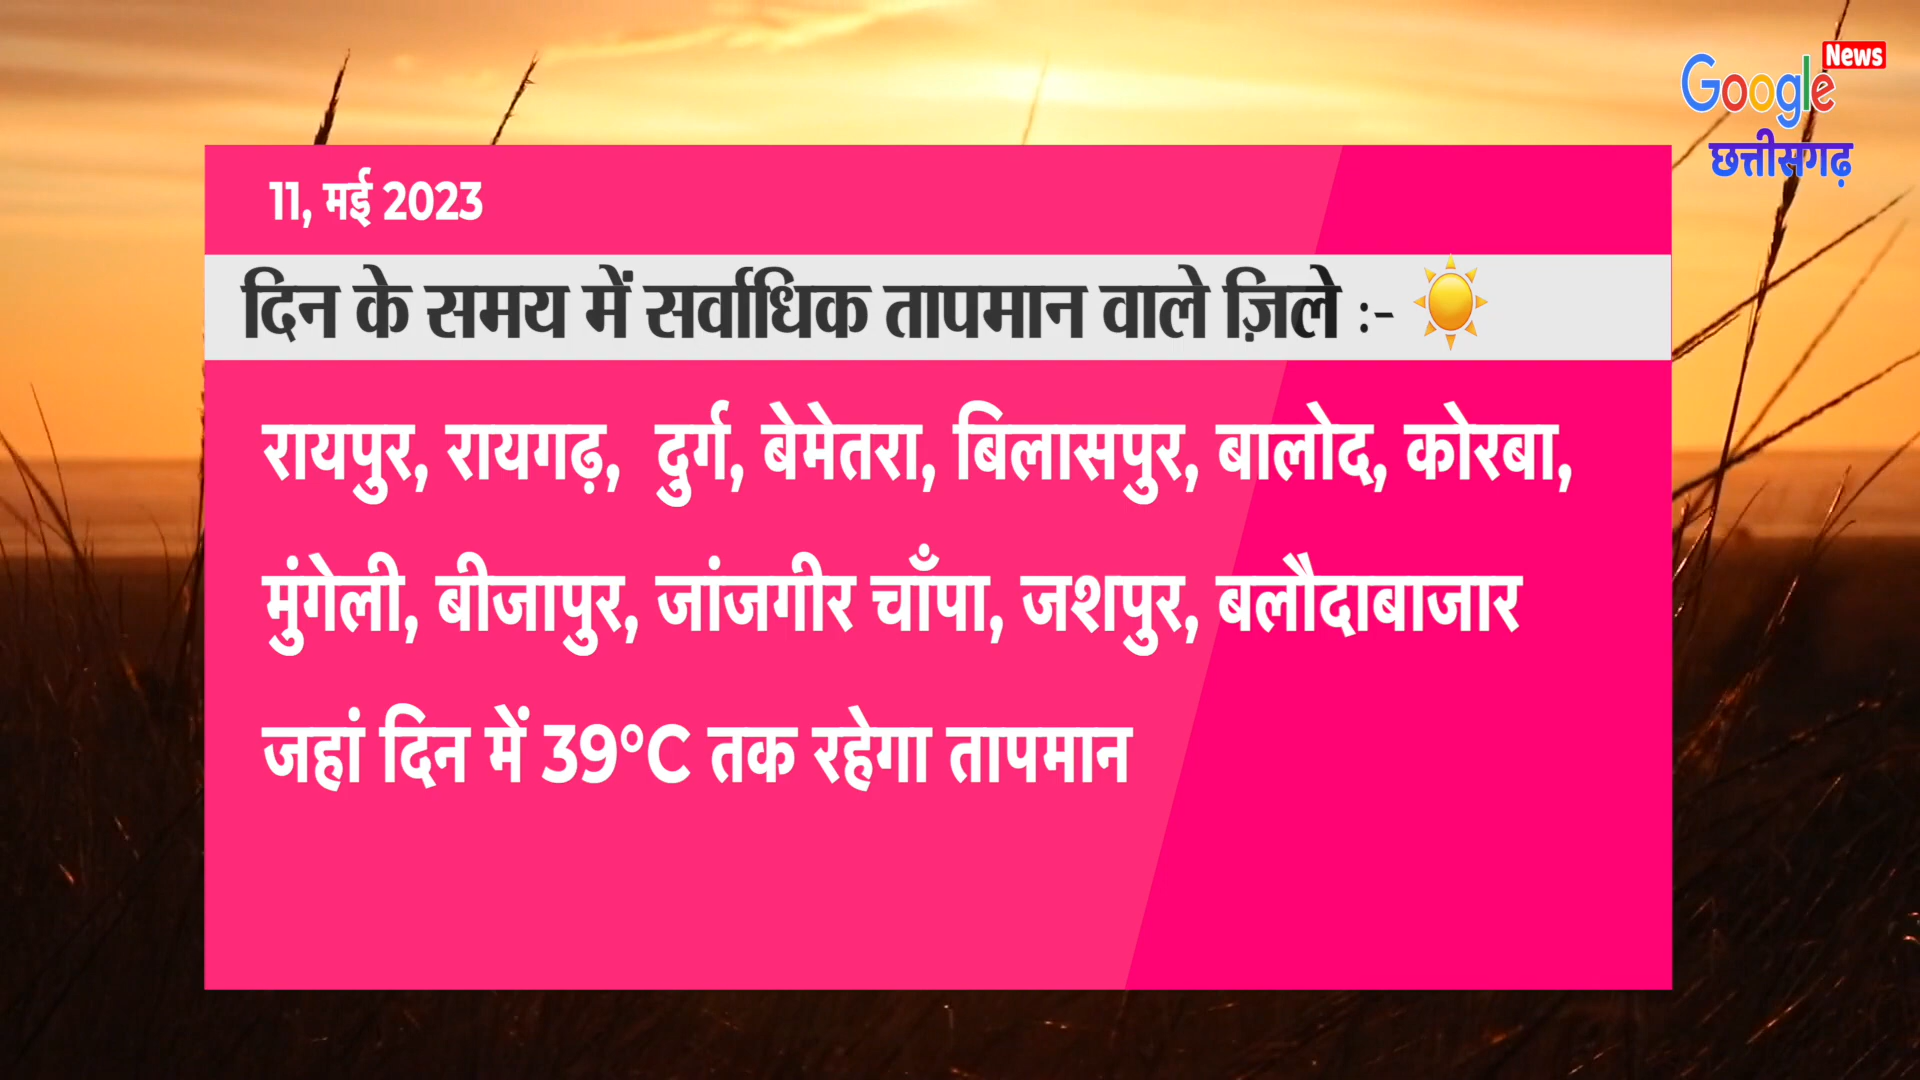 News
Google
छत्तीसगढ़
11, मई 2023
दिन के समय में सर्वाधिक तापमान वाले ज़िले :-
रायपुर, रायगढ़, दुर्ग, बेमेतरा, बिलासपुर, बालोद, कोरबा,
मुंगेली, बीजापुर, जांजगीर चाँपा, जशपुर, बलौदाबाजार
जहां दिन में 39°C तक रहेगा तापमान